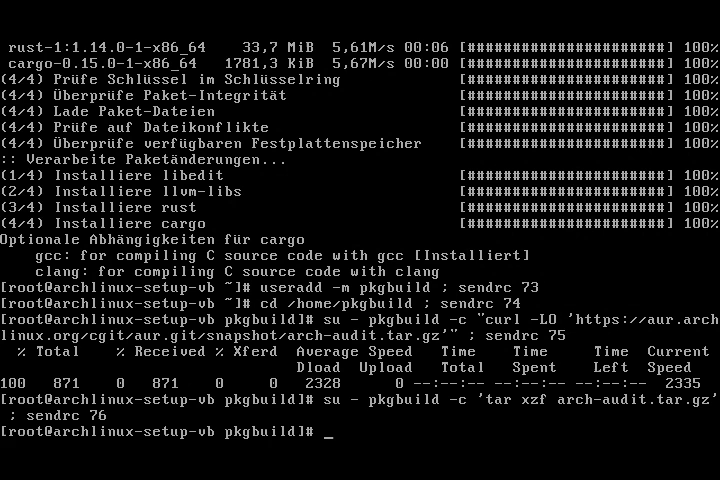 rust-1:1.14.0-1-x86_64    33,7 MiB  5,61M/s 00:06 [######################] 100%
cargo-0.15.0-1-x86_64   1781,3 KiB  5,67M/s 00:00 [######################] 100%
(4/4) Prüfe Schlüssel im Schlüsselring             [######################] 100%
(4/4) Überprüfe Paket-Integrität                   [######################] 100%
(4/4) Lade Paket-Dateien                           [######################] 100%
(4/4) Prüfe auf Dateikonflikte                     [######################] 100%
(4/4) Überprüfe verfügbaren Festplattenspeicher    [######################] 100%
:: Verarbeite Paketänderungen...
(1/4) Installiere libedit                          [######################] 100%
(2/4) Installiere llvm-libs                        [######################] 100%
(3/4) Installiere rust                             [######################] 100%
(4/4) Installiere cargo                            [######################] 100%
Optionale Abhängigkeiten für cargo
    gcc: for compiling C source code with gcc [Installiert]
    clang: for compiling C source code with clang
[root@archlinux-setup-vb ~]# useradd -m pkgbuild ; sendrc 73
[root@archlinux-setup-vb ~]# cd /home/pkgbuild ; sendrc 74
[root@archlinux-setup-vb pkgbuild]# su - pkgbuild -c "curl -LO 'https://aur.arch
linux.org/cgit/aur.git/snapshot/arch-audit.tar.gz'" ; sendrc 75
  % Total    % Received % Xferd  Average Speed   Time    Time     Time  Current
                                 Dload  Upload   Total   Spent    Left  Speed
100   871    0   871    0     0   2328      0 --:--:-- --:--:-- --:--:--  2335
[root@archlinux-setup-vb pkgbuild]# su - pkgbuild -c 'tar xzf arch-audit.tar.gz'
 ; sendrc 76
[root@archlinux-setup-vb pkgbuild]# _